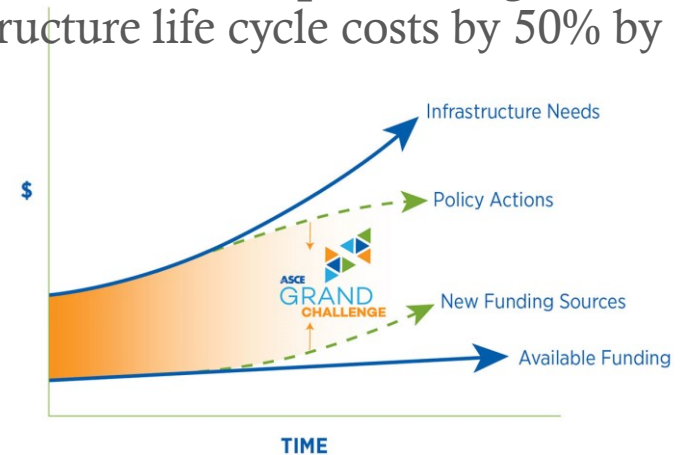 ructure life cycle costs by 50% by
Infrastructure Needs
$
Policy Actions
ASCE
GRAND
CHALLENGE
New Funding Sources
Available Funding
TIME